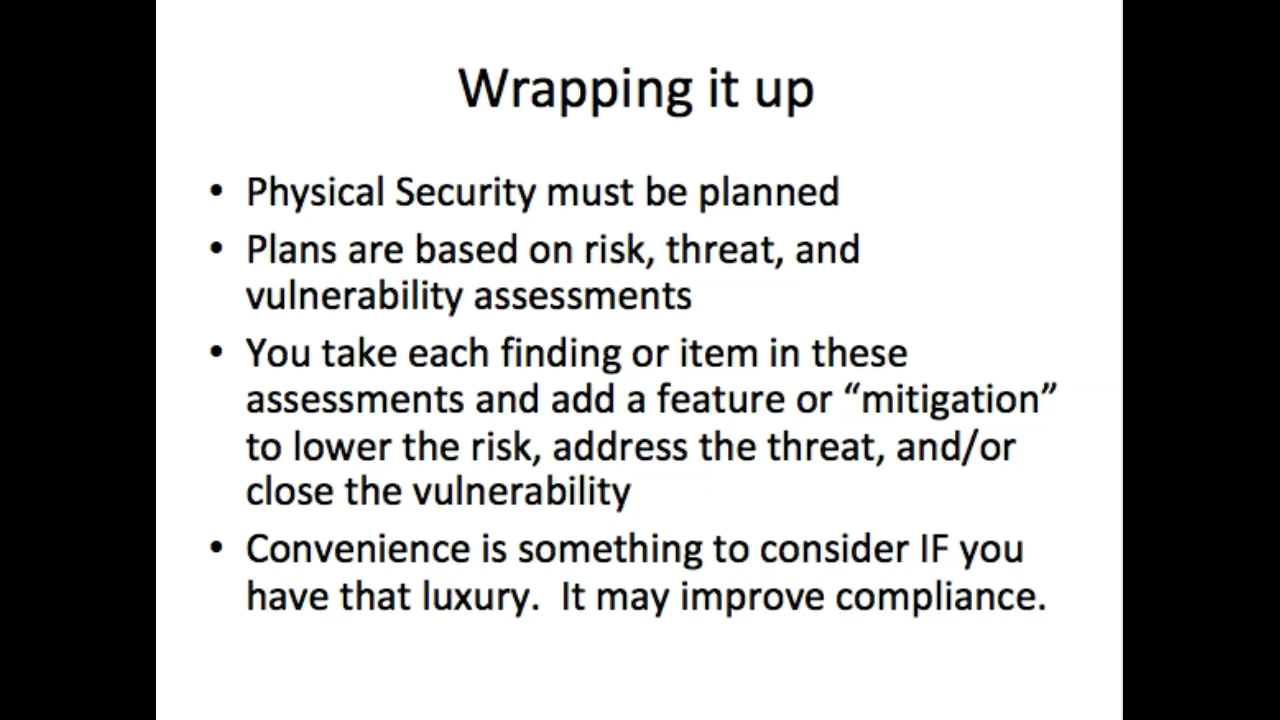 Wrapping it up
• Physical Security must be planned
• Plans are based on risk, threat, and
vulnerability assessments
• You take each finding or item in these
assessments and add a feature or “mitigation”
to lower the risk, address the threat, and/or
close the vulnerability
• Convenience is something to consider IF you
have that luxury.  It may improve compliance.